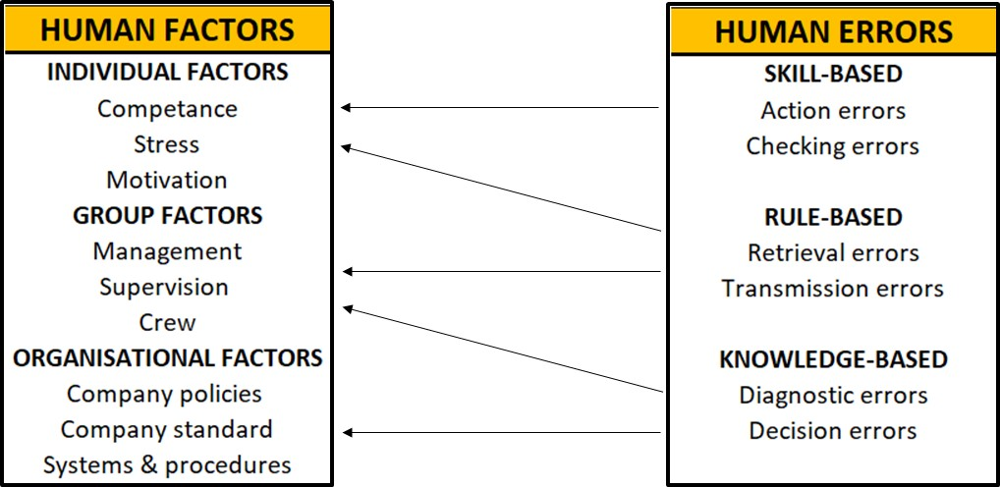 HUMAN FACTORS
INDIVIDUAL FACTORS
Competance
Stress
Motivation
GROUP FACTORS
Management
Supervision
Crew
ORGANISATIONAL FACTORS
Company policies
Company standard
Systems & procedures
HUMAN ERRORS
SKILL-BASED
Action errors
Checking errors
RULE-BASED
Retrieval errors
Transmission errors
KNOWLEDGE-BASED
Diagnostic errors
Decision errors